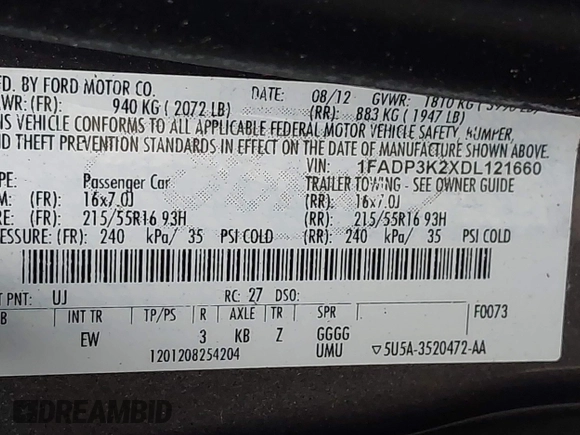 FD. BY FORD MOTOR CO.
DATE: 08/12 GVWR: 1810 KG
AWR: (FR): 940 KG ( 2072 LB) (RR): 883 KG ( 1947 LB)
IS VEHICLE CONFORMS TO ALL APPLICABLE FEDERAL MOTOR VEHICLE SAFETY, BUMPER,
ND THEFT PREVENTION STANDARDS IN EFFECT ON THE DATE OF MANUFACTURE SHOWN ABOVE
VIN: 1FADP3K2XDL121660
PE: Passenger Car TRAILER TOWING - SEE OWNER GUIDE
M: (FR) 16x7.0J (RR): 16x7.0J
RE: (FR) 215/55R16 93H (RR): 215/55R16 93H
ESSURE: (FR): 240 kPa/ 35 PSI COLD (RR): 240 kPa/ 35 PSI COLD
T PNT: UJ RC: 27 DSO:
B INT TR TP/PS R AXLE TR SPR F0073
EW 3 KB Z GGGG
1201208254204 UMU ▽5U5A-3520472-AA
DREAMBID